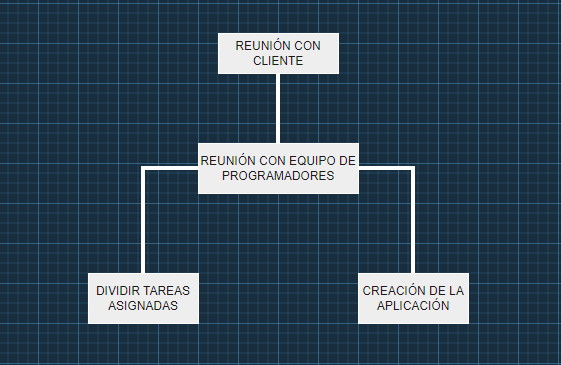 REUNIÓN CON
CLIENTE
REUNIÓN CON EQUIPO DE
PROGRAMADORES
DIVIDIR TAREAS
ASIGNADAS
CREACIÓN DE LA
APLICACIÓN